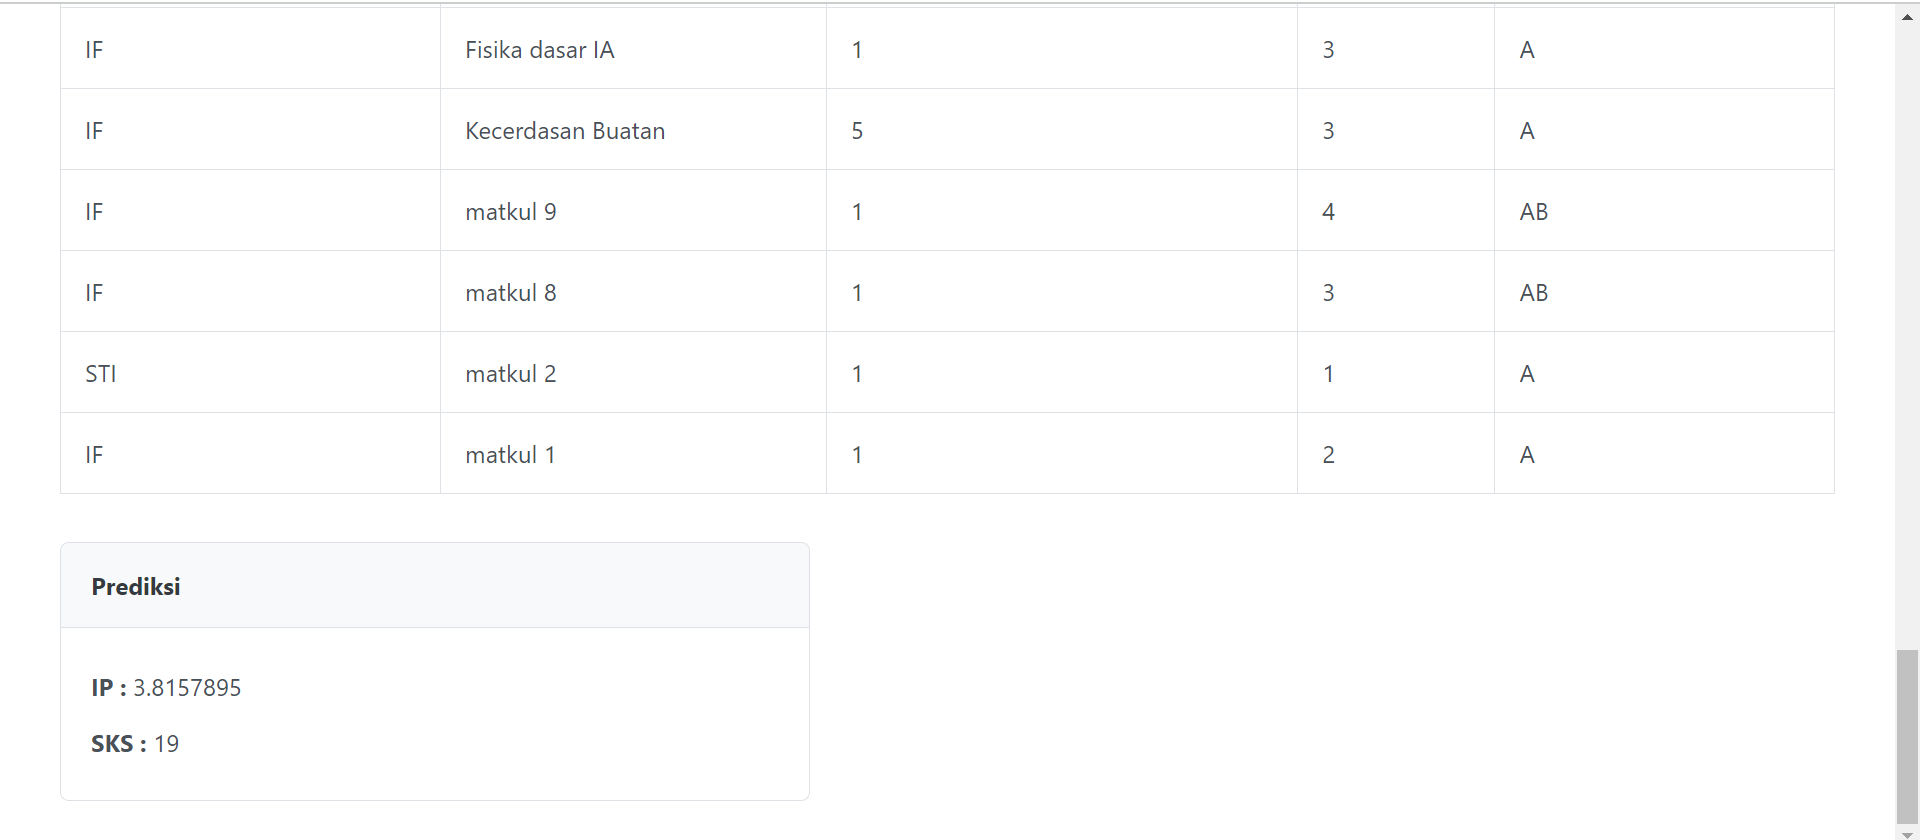 IF Fisika dasar IA 1 3 A
IF Kecerdasan Buatan 5 3 A
IF matkul 9 1 4 AB
IF matkul 8 1 3 AB
STI matkul 2 1 1 A
IF matkul 1 1 2 A
Prediksi
IP : 3.8157895
SKS : 19